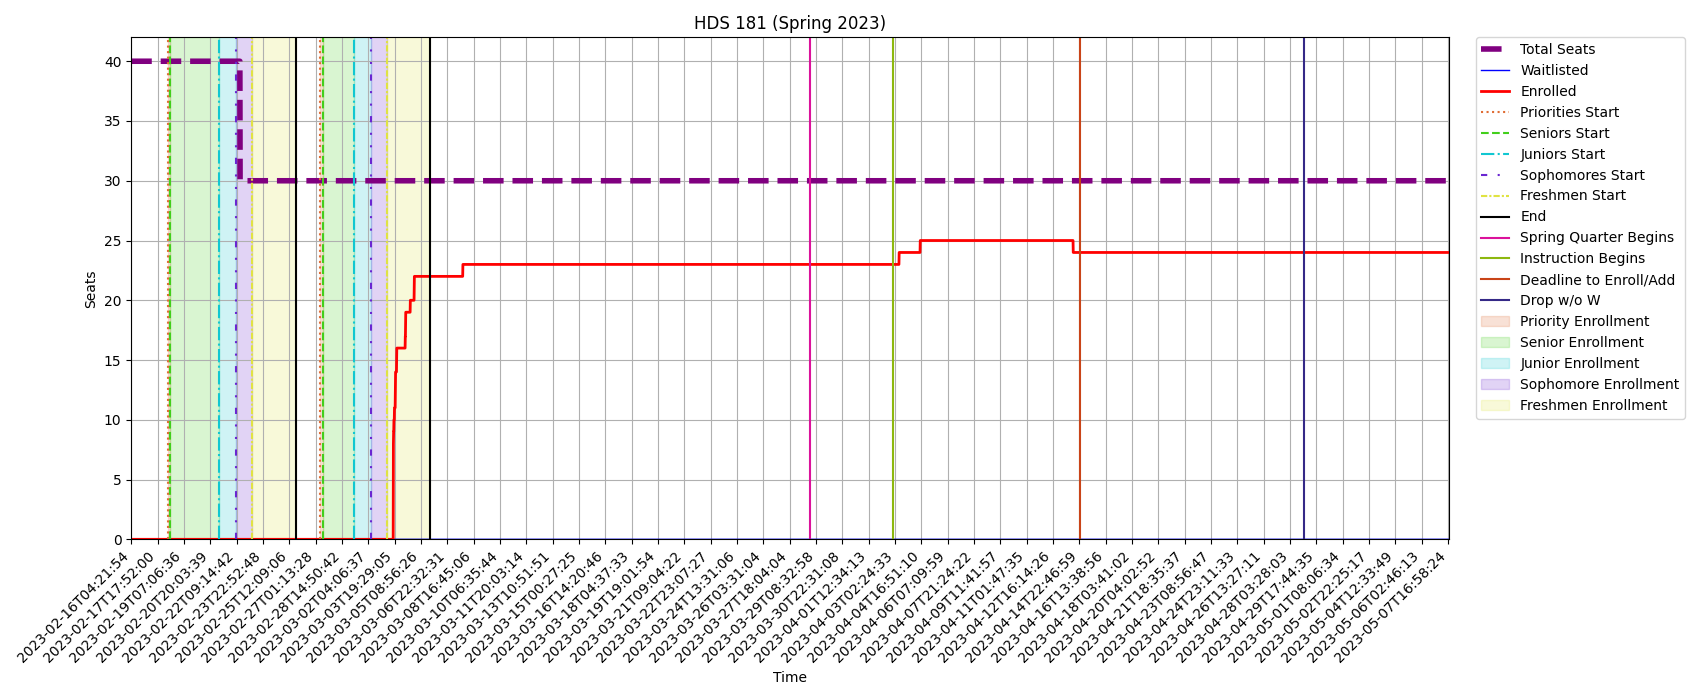 HDS 181 (Spring 2023)
40
35
30
25
20
15
10
5
0
Seats
2023-02-16T04:21:54
2023-02-17T17:52:00
2023-02-19T07:06:36
2023-02-20T20:03:39
2023-02-22T09:14:42
2023-02-23T22:52:48
2023-02-25T12:09:06
2023-02-27T01:13:28
2023-02-28T14:50:42
2023-03-02T04:06:37
2023-03-03T19:29:05
2023-03-05T08:56:26
2023-03-06T22:32:31
2023-03-08T16:45:06
2023-03-10T06:35:44
2023-03-11T20:03:14
2023-03-13T10:51:51
2023-03-15T00:27:25
2023-03-16T14:20:46
2023-03-18T04:37:33
2023-03-19T19:01:54
2023-03-21T09:04:22
2023-03-22T23:07:27
2023-03-24T13:31:06
2023-03-26T03:31:04
2023-03-27T18:04:04
2023-03-29T08:32:58
2023-03-30T22:31:08
2023-04-01T12:34:13
2023-04-03T02:24:33
2023-04-04T16:51:10
2023-04-06T07:09:59
2023-04-07T21:24:22
2023-04-09T11:41:57
2023-04-11T01:47:35
2023-04-12T16:14:26
2023-04-14T22:46:59
2023-04-16T13:38:56
2023-04-18T03:41:02
2023-04-20T04:02:52
2023-04-21T18:35:37
2023-04-23T08:56:47
2023-04-24T23:11:33
2023-04-26T13:27:11
2023-04-28T03:28:03
2023-04-29T17:44:35
2023-05-01T08:06:34
2023-05-02T22:25:17
2023-05-04T12:33:49
2023-05-06T02:46:13
2023-05-07T16:58:24
Time
Total Seats
Waitlisted
Enrolled
Priorities Start
Seniors Start
Juniors Start
Sophomores Start
Freshmen Start
End
Spring Quarter Begins
Instruction Begins
Deadline to Enroll/Add
Drop w/o W
Priority Enrollment
Senior Enrollment
Junior Enrollment
Sophomore Enrollment
Freshmen Enrollment